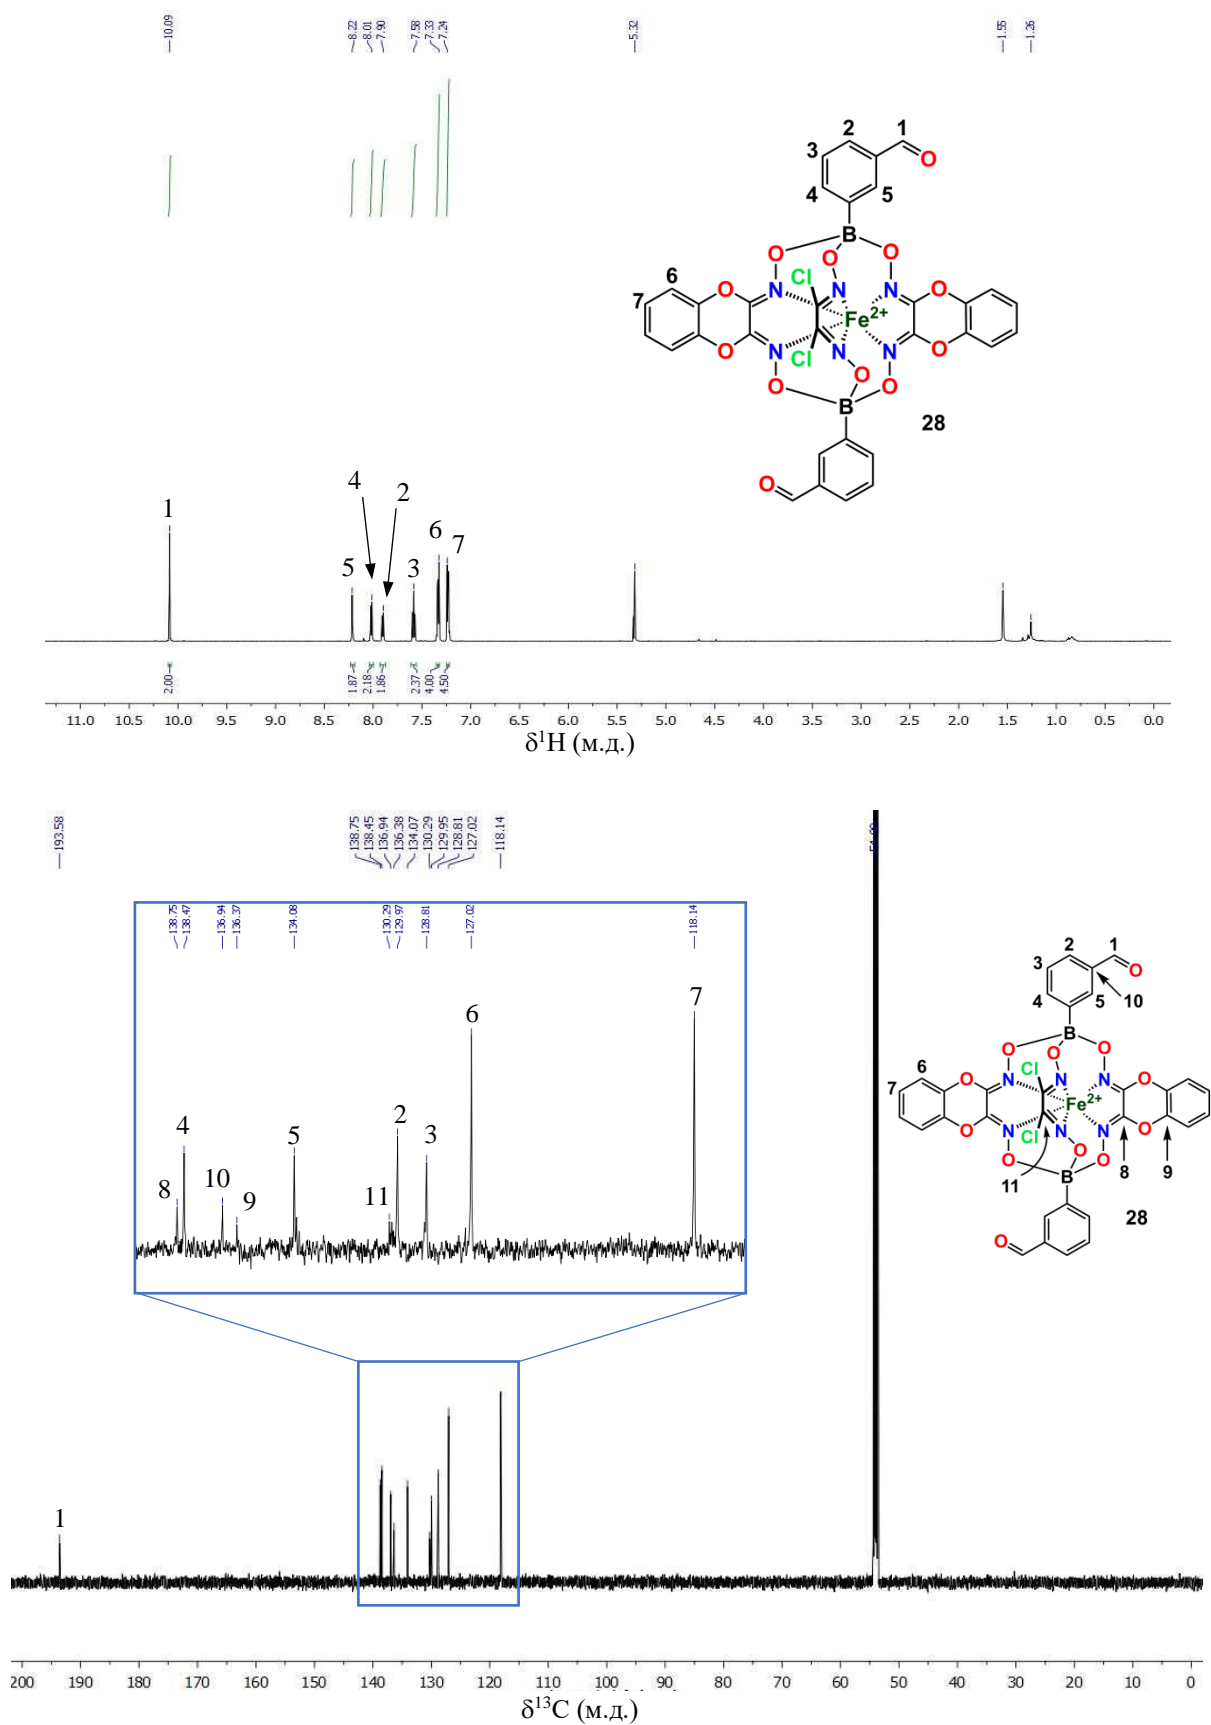 10.09 8.22 8.01 7.90 7.58 7.33 7.24 5.32 1.55 1.26
2 1
3 O
4 5
B
O O O
Cl
6
O N N N O
7
Fe2+
O N N N O
Cl
O O O
B
28
O
4 2
1 6 7
5 3
2.00 1.87 2.18 1.86 2.37 4.00 4.50
11.0 10.5 10.0 9.5 9.0 8.5 8.0 7.5 7.0 6.5 6.0 5.5 5.0 4.5 4.0 3.5 3.0 2.5 2.0 1.5 1.0 0.5 0.0
δ1H (м.д.)
193.58 138.75 138.45 136.94 136.38 134.07 130.29 129.95 128.81 127.02 118.14
138.75 138.47 136.94 136.37 134.08 130.29 129.97 128.81 127.02 118.14
7
6
4 5 2 3
8 10 9 11
2 1
3 O
4 5 10
B
O O O
Cl
6
O N N N O
7
Fe2+
O N N N O
Cl
O O O
11 8 9
B
28
O
1
200 190 180 170 160 150 140 130 120 110 100 90 80 70 60 50 40 30 20 10 0
δ13C (м.д.)